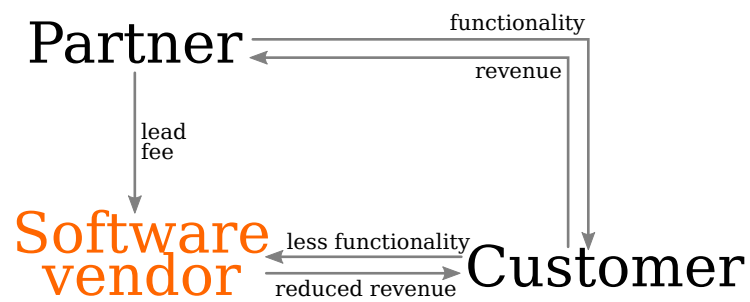 functionality
Partner
revenue
lead
fee
Software
vendor
less functionality
Customer
reduced revenue